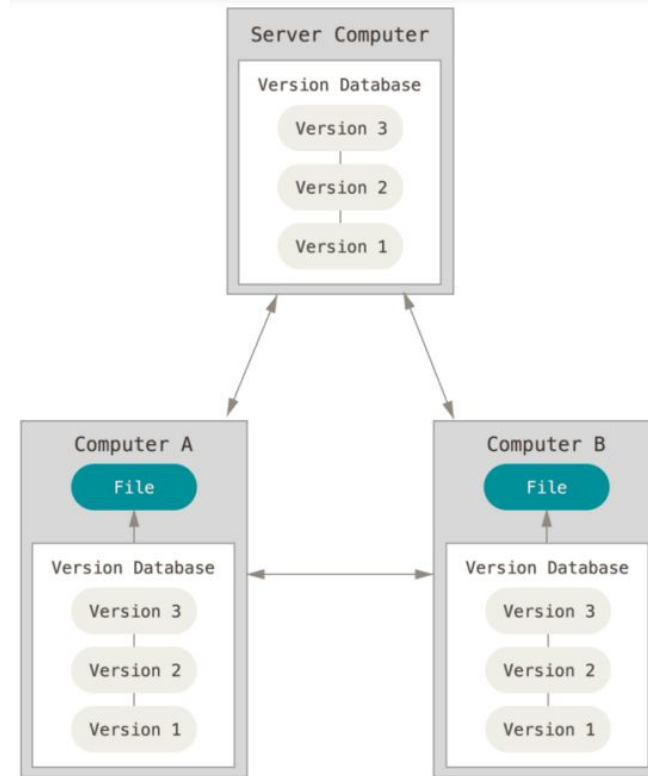 Server Computer
Version Database
Version 3
Version 2
Version 1
Computer A
File
Version Database
Version 3
Version 2
Version 1
Computer B
File
Version Database
Version 3
Version 2
Version 1